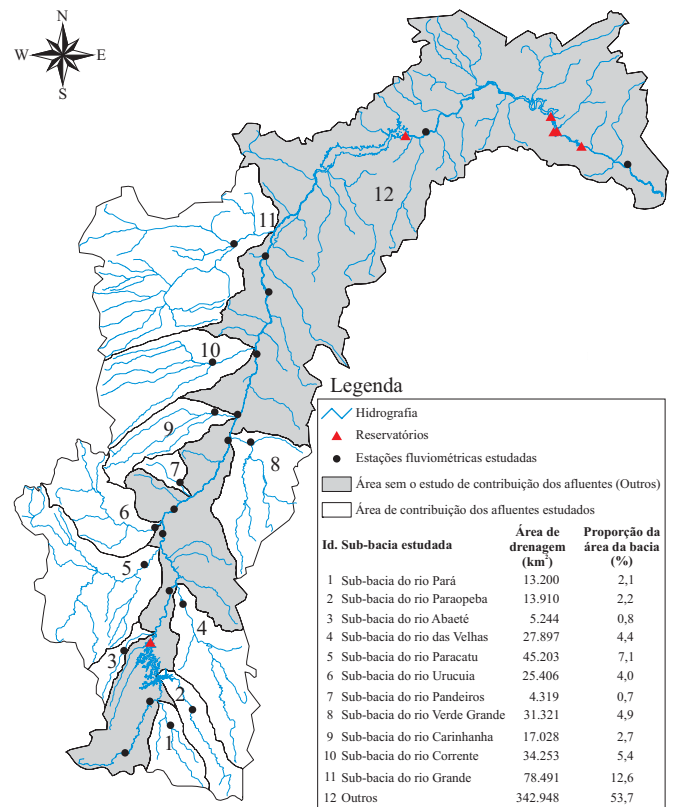 N
W E
S
12
11
10
9
8
7
6
5
4
3
2
1
Legenda
Hidrografia
Reservatórios
Estações fluviométricas estudadas
Área sem o estudo de contribuição dos afluentes (Outros)
Área de contribuição dos afluentes estudados
Id. Sub-bacia estudada Área de drenagem (km²) Proporção da área da bacia (%)
1 Sub-bacia do rio Pará 13.200 2,1
2 Sub-bacia do rio Paraopeba 13.910 2,2
3 Sub-bacia do rio Abaeté 5.244 0,8
4 Sub-bacia do rio das Velhas 27.897 4,4
5 Sub-bacia do rio Paracatu 45.203 7,1
6 Sub-bacia do rio Urucuia 25.406 4,0
7 Sub-bacia do rio Pandeiros 4.319 0,7
8 Sub-bacia do rio Verde Grande 31.321 4,9
9 Sub-bacia do rio Carinhanha 17.028 2,7
10 Sub-bacia do rio Corrente 34.253 5,4
11 Sub-bacia do rio Grande 78.491 12,6
12 Outros 342.948 53,7